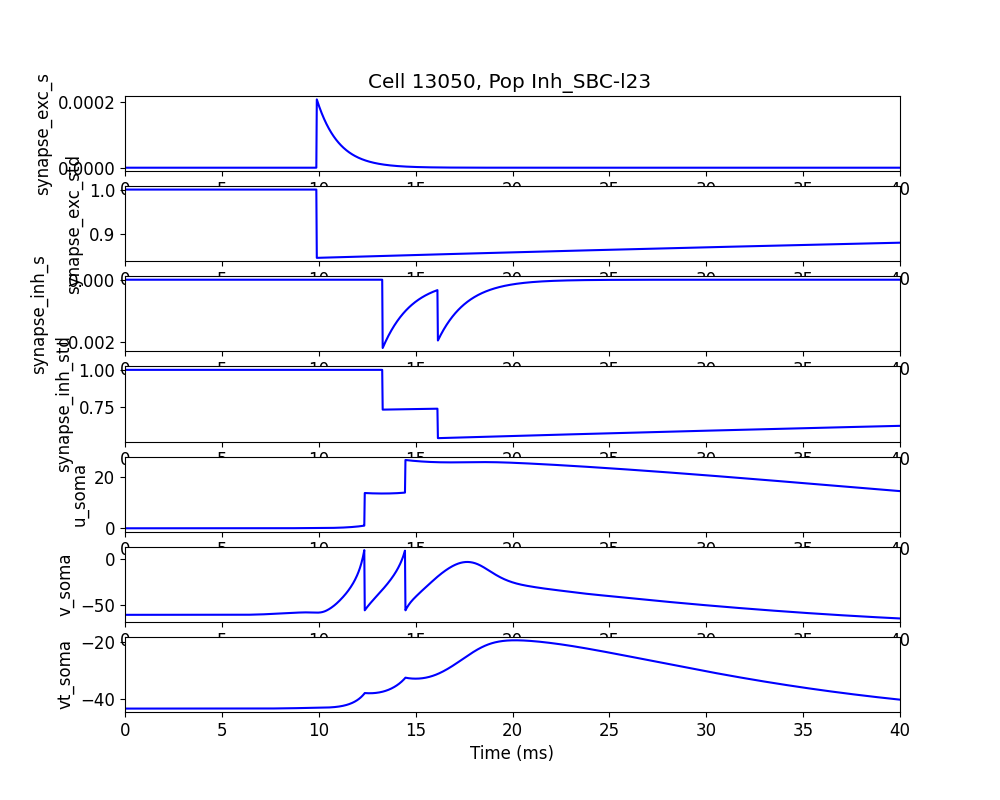 Cell 13050, Pop Inh_SBC-l23
synapse_exc_s
0.0002
0.0000
synapse_exc_std
1.0
0.9
synapse_inh_s
0.000
0.002
synapse_inh_std
1.00
0.75
u_soma
20
0
v_soma
0
−50
vt_soma
−20
−40
0 5 10 15 20 25 30 35 40
Time (ms)